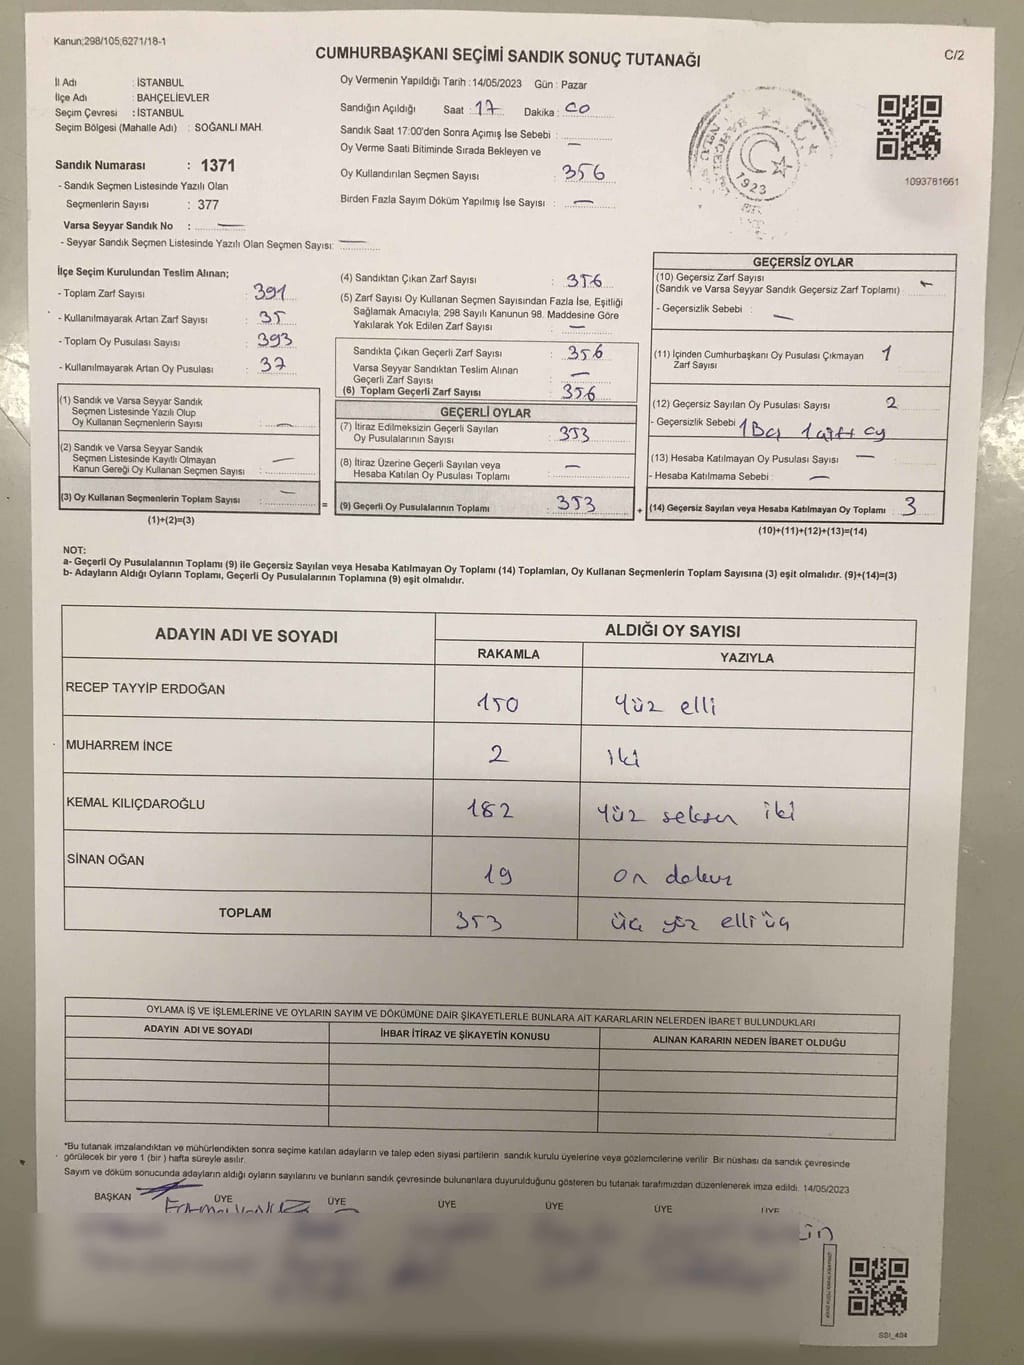 Kanun;298/105;6271/18-1
CUMHURBAŞKANI SEÇİMİ SANDIK SONUÇ TUTANAĞI
C/2
İl Adı : İSTANBUL
İlçe Adı : BAHÇELİEVLER
Seçim Çevresi : İSTANBUL
Seçim Bölgesi (Mahalle Adı) : SOĞANLI MAH.
Sandık Numarası : 1371
- Sandık Seçmen Listesinde Yazılı Olan
Seçmenlerin Sayısı : 377
Varsa Seyyar Sandık No : —
- Seyyar Sandık Seçmen Listesinde Yazılı Olan Seçmen Sayısı: —
Oy Vermenin Yapıldığı Tarih : 14/05/2023 Gün : Pazar
Sandığın Açıldığı Saat : 17 Dakika : 00
Sandık Saat 17:00'den Sonra Açımış İse Sebebi :
Oy Verme Saati Bitiminde Sırada Bekleyen ve —
Oy Kullandırılan Seçmen Sayısı : 356
Birden Fazla Sayım Döküm Yapılmış İse Sayısı : —
1923
1093761661
İlçe Seçim Kurulundan Teslim Alınan;
- Toplam Zarf Sayısı : 391
- Kullanılmayarak Artan Zarf Sayısı : 35
- Toplam Oy Pusulası Sayısı : 393
- Kullanılmayarak Artan Oy Pusulası : 37
(1) Sandık ve Varsa Seyyar Sandık
Seçmen Listesinde Yazılı Olup
Oy Kullanan Seçmenlerin Sayısı : —
(2) Sandık ve Varsa Seyyar Sandık
Seçmen Listesinde Kayıtlı Olmayan —
Kanun Gereği Oy Kullanan Seçmen Sayısı :
(3) Oy Kullanan Seçmenlerin Toplam Sayısı : —
(1)+(2)=(3)
=
(4) Sandıktan Çıkan Zarf Sayısı : 356
(5) Zarf Sayısı Oy Kullanan Seçmen Sayısından Fazla İse, Eşitliği
Sağlamak Amacıyla, 298 Sayılı Kanunun 98. Maddesine Göre
Yakılarak Yok Edilen Zarf Sayısı : —
Sandıkta Çıkan Geçerli Zarf Sayısı : 356
Varsa Seyyar Sandıktan Teslim Alınan
Geçerli Zarf Sayısı : —
(6) Toplam Geçerli Zarf Sayısı : 356
GEÇERLİ OYLAR
(7) İtiraz Edilmeksizin Geçerli Sayılan
Oy Pusulalarının Sayısı : 353
(8) İtiraz Üzerine Geçerli Sayılan veya
Hesaba Katılan Oy Pusulası Toplamı : —
(9) Geçerli Oy Pusulalarının Toplamı : 353
+
GEÇERSİZ OYLAR
(10) Geçersiz Zarf Sayısı
(Sandık ve Varsa Seyyar Sandık Geçersiz Zarf Toplamı) : —
- Geçersizlik Sebebi : —
(11) İçinden Cumhurbaşkanı Oy Pusulası Çıkmayan 1
Zarf Sayısı
(12) Geçersiz Sayılan Oy Pusulası Sayısı 2
- Geçersizlik Sebebi 1 Boş 1 çift oy
(13) Hesaba Katılmayan Oy Pusulası Sayısı : —
- Hesaba Katılmama Sebebi : —
(14) Geçersiz Sayılan veya Hesaba Katılmayan Oy Toplamı : 3
(10)+(11)+(12)+(13)=(14)
NOT:
a- Geçerli Oy Pusulalarının Toplamı (9) ile Geçersiz Sayılan veya Hesaba Katılmayan Oy Toplamı (14) Toplamları, Oy Kullanan Seçmenlerin Toplam Sayısına (3) eşit olmalıdır. (9)+(14)=(3)
b- Adayların Aldığı Oyların Toplamı, Geçerli Oy Pusulalarının Toplamına (9) eşit olmalıdır.
ADAYIN ADI VE SOYADI
ALDIĞI OY SAYISI
RAKAMLA YAZIYLA
RECEP TAYYİP ERDOĞAN 150 yüz elli
MUHARREM İNCE 2 iki
KEMAL KILIÇDAROĞLU 182 yüz seksen iki
SİNAN OĞAN 19 on dokuz
TOPLAM 353 üç yüz elli üç
OYLAMA İŞ VE İŞLEMLERİNE VE OYLARIN SAYIM VE DÖKÜMÜNE DAİR ŞİKAYETLERLE BUNLARA AİT KARARLARIN NELERDEN İBARET BULUNDUKLARI
ADAYIN ADI VE SOYADI İHBAR İTİRAZ VE ŞİKAYETİN KONUSU ALINAN KARARIN NEDEN İBARET OLDUĞU
*Bu tutanak imzalandıktan ve mühürlendikten sonra seçime katılan adayların ve talep eden siyasi partilerin sandık kurulu üyelerine veya gözlemcilerine verilir. Bir nüshası da sandık çevresinde
görülecek bir yere 1 (bir ) hafta süreyle asılır.
Sayım ve döküm sonucunda adayların aldığı oyların sayılarını ve bunların sandık çevresinde bulunanlara duyurulduğunu gösteren bu tutanak tarafımızdan düzenlenerek imza edildi. 14/05/2023
BAŞKAN ÜYE ÜYE ÜYE ÜYE ÜYE ÜYE
SSI_404